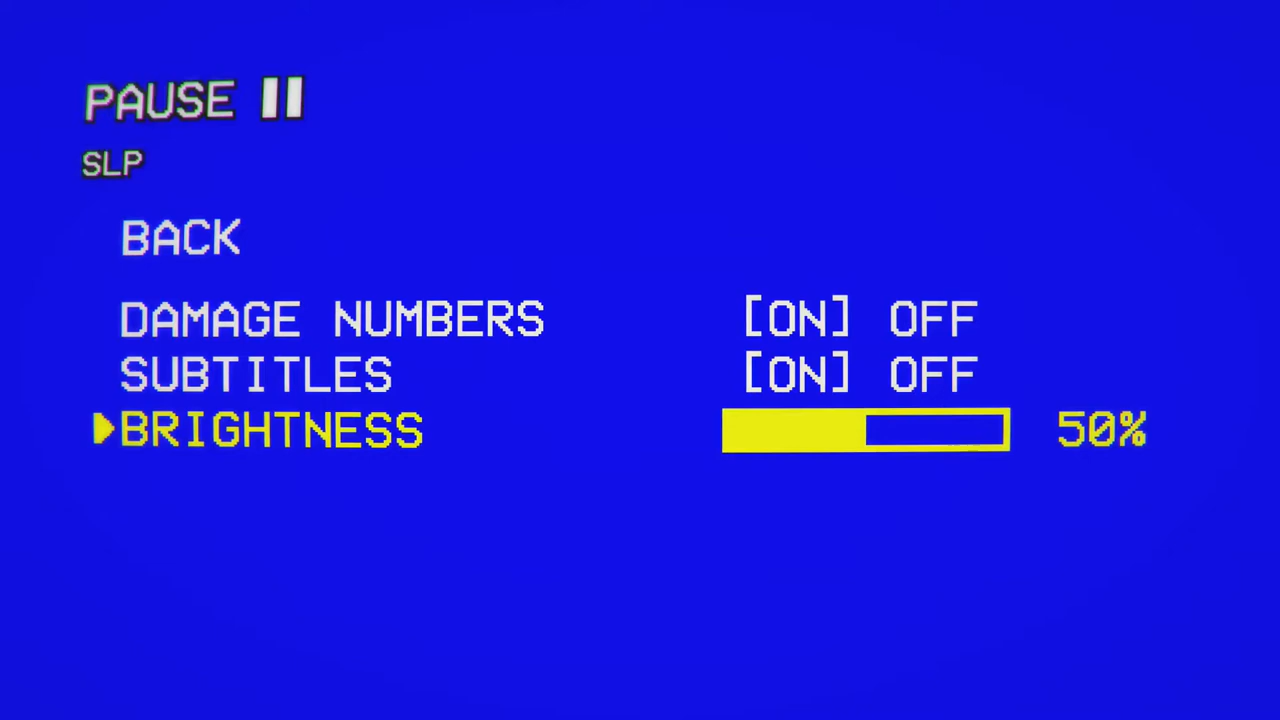 PAUSE
SLP
BACK
DAMAGE NUMBERS [ON] OFF
SUBTITLES [ON] OFF
BRIGHTNESS 50%